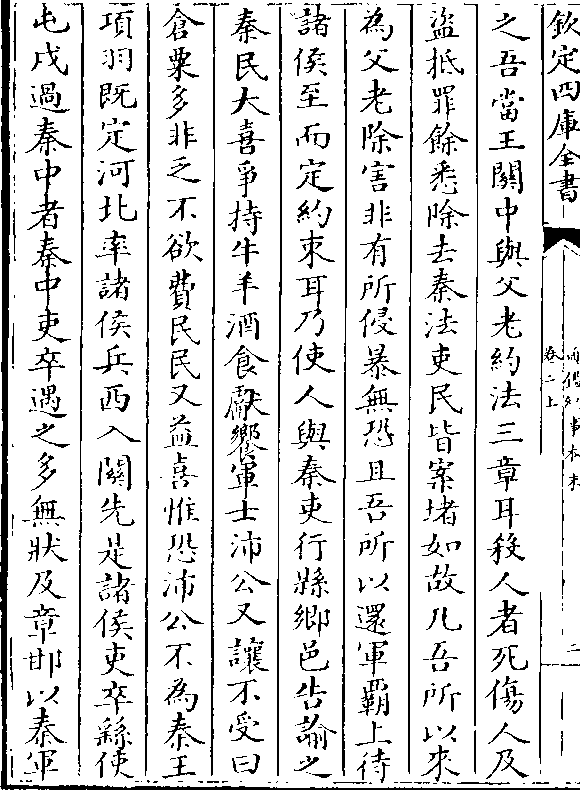 欽定四庫全書
兩漢紀事本末
卷二上
二
之吾當王關中與父老約法三章耳殺人者死傷人及
盜抵罪餘悉除去秦法吏民皆案堵如故凡吾所以來
為父老除害非有所侵暴無恐且吾所以還軍霸上待
諸侯至而定約束耳乃使人與秦吏行縣鄉邑告諭之
秦民大喜爭持牛羊酒食獻饗軍士沛公又讓不受曰
倉粟多非乏不欲費民民又益喜惟恐沛公不為秦王
項羽既定河北率諸侯兵西入關先是諸侯吏卒繇使
屯戍過秦中者秦中吏卒遇之多無狀及章邯以秦軍